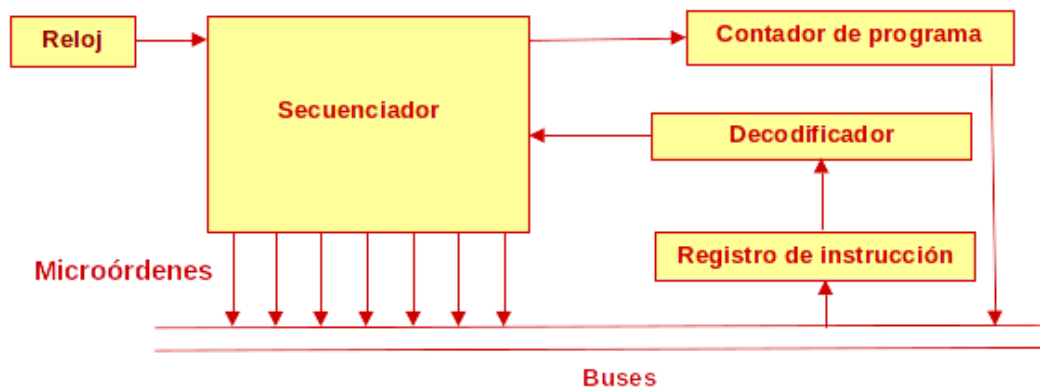 Reloj
Contador de programa
Secuenciador
Decodificador
Registro de instrucción
Microórdenes
Buses